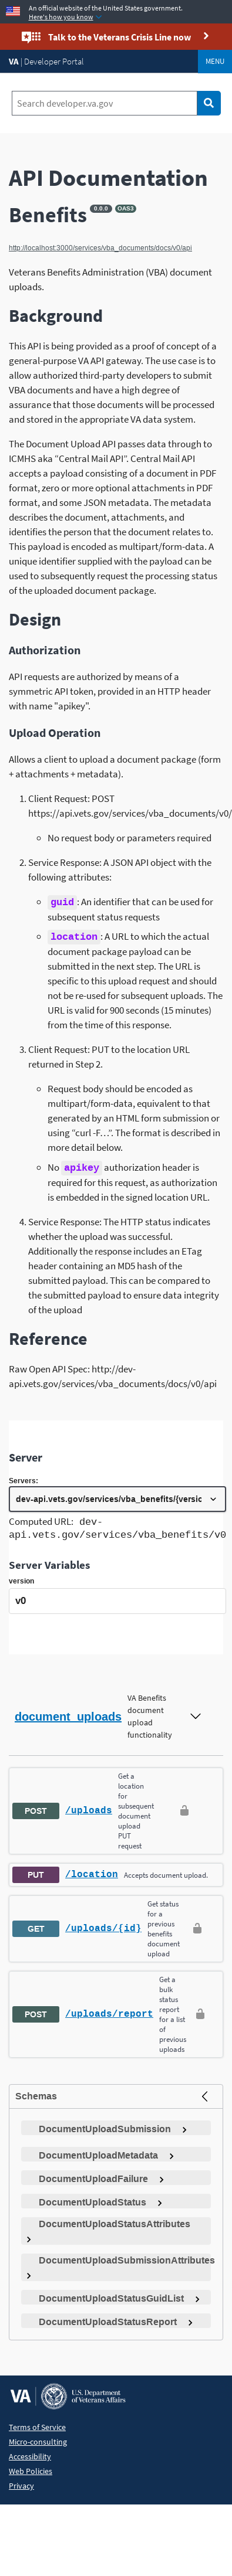 An official website of the United States government.
Here's how you know
Talk to the Veterans Crisis Line now
VA | Developer Portal
MENU
Search developer.va.gov
API Documentation
Benefits 0.0.0 OAS3
http://localhost:3000/services/vba_documents/docs/v0/api
Veterans Benefits Administration (VBA) document
uploads.
Background
This API is being provided as a proof of concept of a
general-purpose VA API gateway. The use case is to
allow authorized third-party developers to submit
VBA documents and have a high degree of
assurance that those documents will be processed
and stored in the appropriate VA data system.
The Document Upload API passes data through to
ICMHS aka “Central Mail API”. Central Mail API
accepts a payload consisting of a document in PDF
format, zero or more optional attachments in PDF
format, and some JSON metadata. The metadata
describes the document, attachments, and
identifies the person that the document relates to.
This payload is encoded as multipart/form-data. A
unique identifier supplied with the payload can be
used to subsequently request the processing status
of the uploaded document package.
Design
Authorization
API requests are authorized by means of a
symmetric API token, provided in an HTTP header
with name "apikey".
Upload Operation
Allows a client to upload a document package (form
+ attachments + metadata).
1. Client Request: POST
https://api.vets.gov/services/vba_documents/v0/
No request body or parameters required
2. Service Response: A JSON API object with the
following attributes:
guid: An identifier that can be used for
subsequent status requests
location: A URL to which the actual
document package payload can be
submitted in the next step. The URL is
specific to this upload request and should
not be re-used for subsequent uploads. The
URL is valid for 900 seconds (15 minutes)
from the time of this response.
3. Client Request: PUT to the location URL
returned in Step 2.
Request body should be encoded as
multipart/form-data, equivalent to that
generated by an HTML form submission or
using “curl -F…”. The format is described in
more detail below.
No apikey authorization header is
required for this request, as authorization
is embedded in the signed location URL.
4. Service Response: The HTTP status indicates
whether the upload was successful.
Additionally the response includes an ETag
header containing an MD5 hash of the
submitted payload. This can be compared to
the submitted payload to ensure data integrity
of the upload
Reference
Raw Open API Spec: http://dev-
api.vets.gov/services/vba_documents/docs/v0/api
Server
Servers:
dev-api.vets.gov/services/vba_benefits/{versic
Computed URL: dev-
api.vets.gov/services/vba_benefits/v0
Server Variables
version
v0
document_uploads
VA Benefits
document
upload
functionality
POST /uploads
Get a
location
for
subsequent
document
upload
PUT
request
PUT /location Accepts document upload.
GET /uploads/{id}
Get status
for a
previous
benefits
document
upload
POST /uploads/report
Get a
bulk
status
report
for a list
of
previous
uploads
Schemas
DocumentUploadSubmission
DocumentUploadMetadata
DocumentUploadFailure
DocumentUploadStatus
DocumentUploadStatusAttributes
DocumentUploadSubmissionAttributes
DocumentUploadStatusGuidList
DocumentUploadStatusReport
VA
U.S. Department
of Veterans Affairs
Terms of Service
Micro-consulting
Accessibility
Web Policies
Privacy